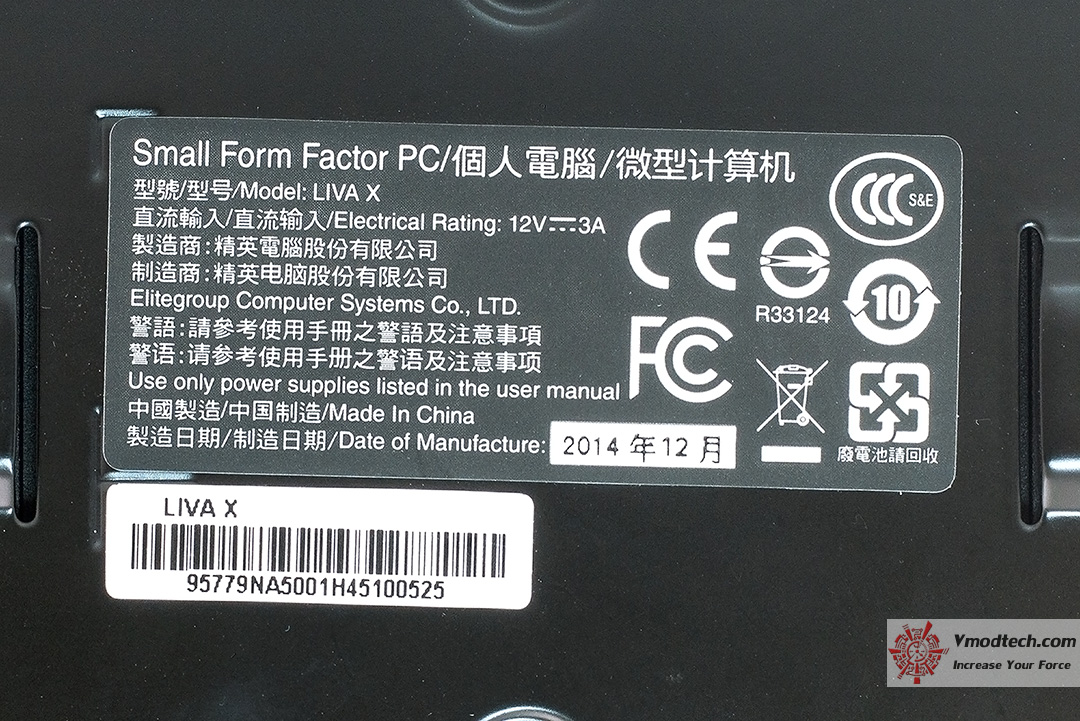 Small Form Factor PC/個人電腦/微型计算机
型號/型号/Model: LIVA X
直流輸入/直流输入/Electrical Rating: 12V⎓3A
製造商:精英電腦股份有限公司
制造商:精英电脑股份有限公司
Elitegroup Computer Systems Co., LTD.
警語:請參考使用手冊之警語及注意事項
警语:请参考使用手册之警语及注意事项
Use only power supplies listed in the user manual
中國製造/中国制造/Made In China
製造日期/制造日期/Date of Manufacture: 2014 年 12 月
CCC S&E
CE
R33124
10
FC
廢電池請回收
LIVA X
95779NA5001H45100525
Vmodtech.com
Increase Your Force